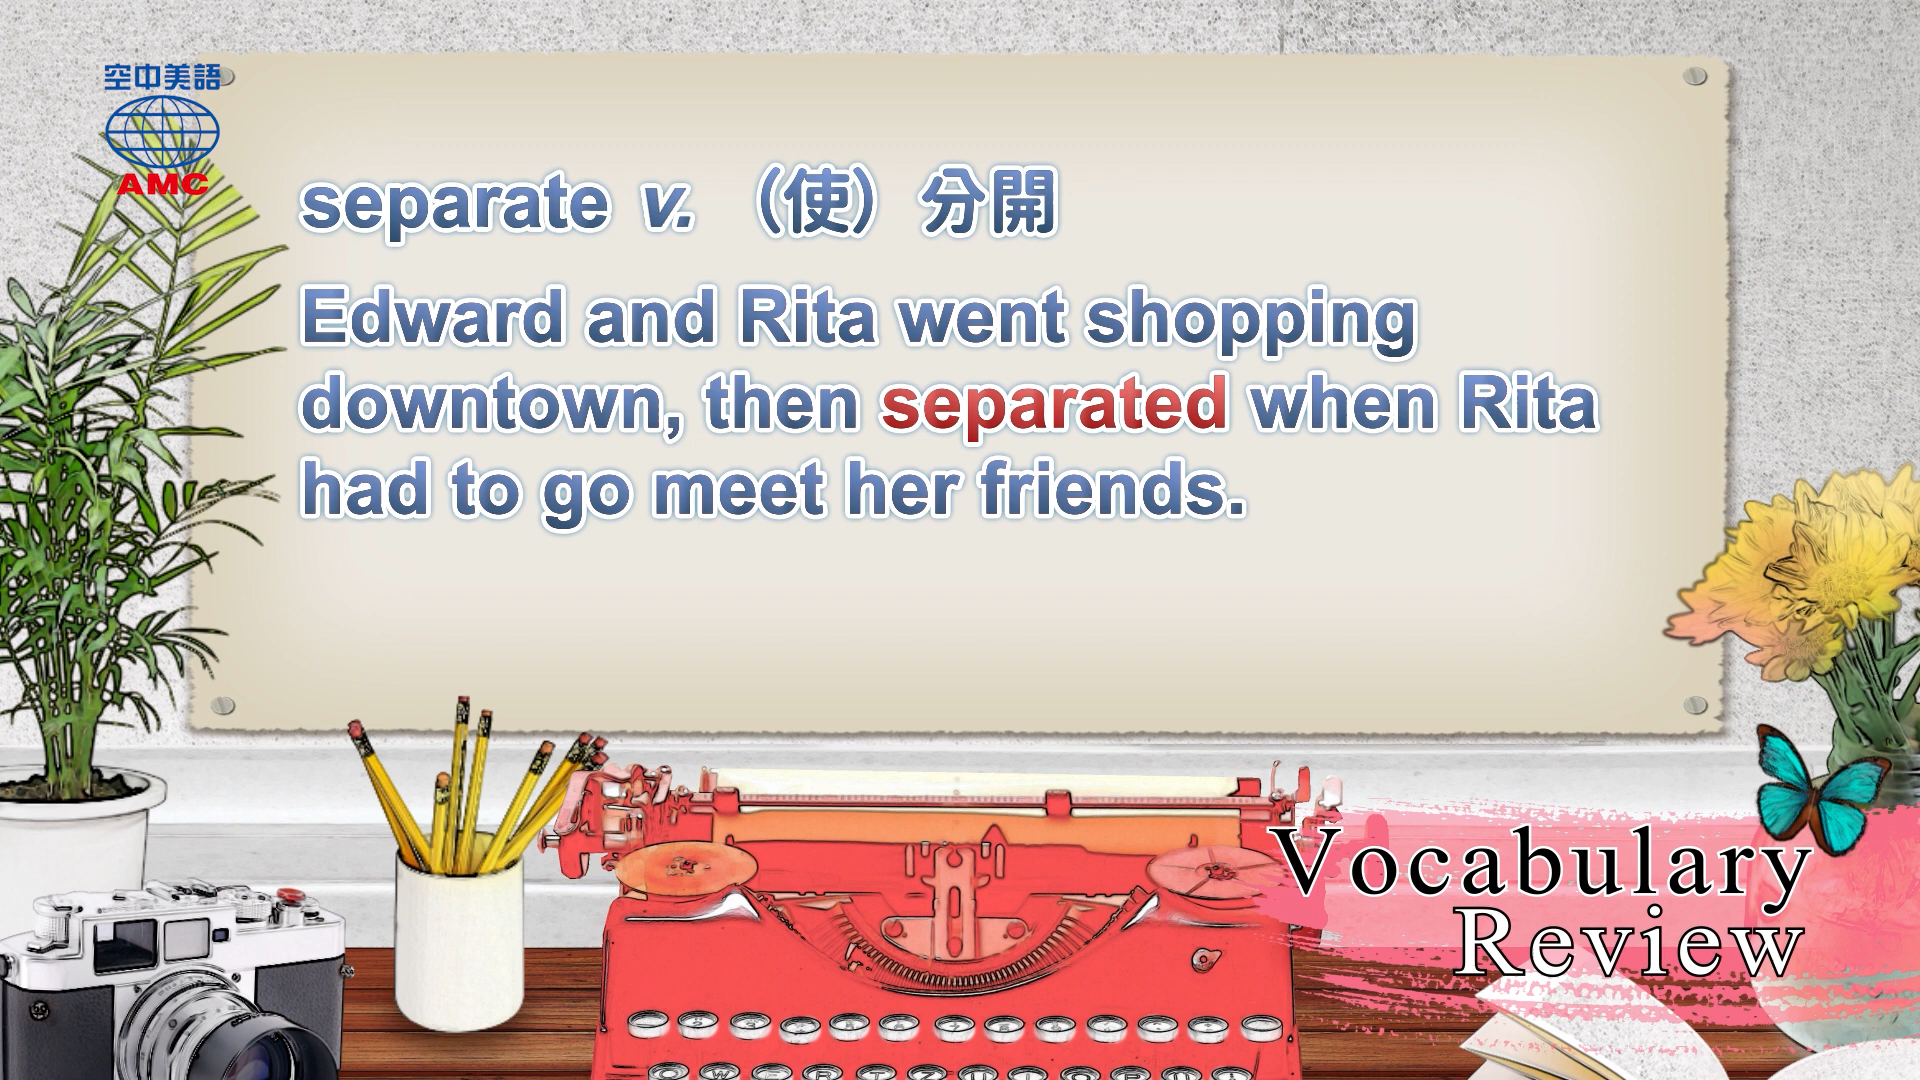 空中美語
AMC
separate v. （使）分開
Edward and Rita went shopping
downtown, then separated when Rita
had to go meet her friends.
Vocabulary
Review